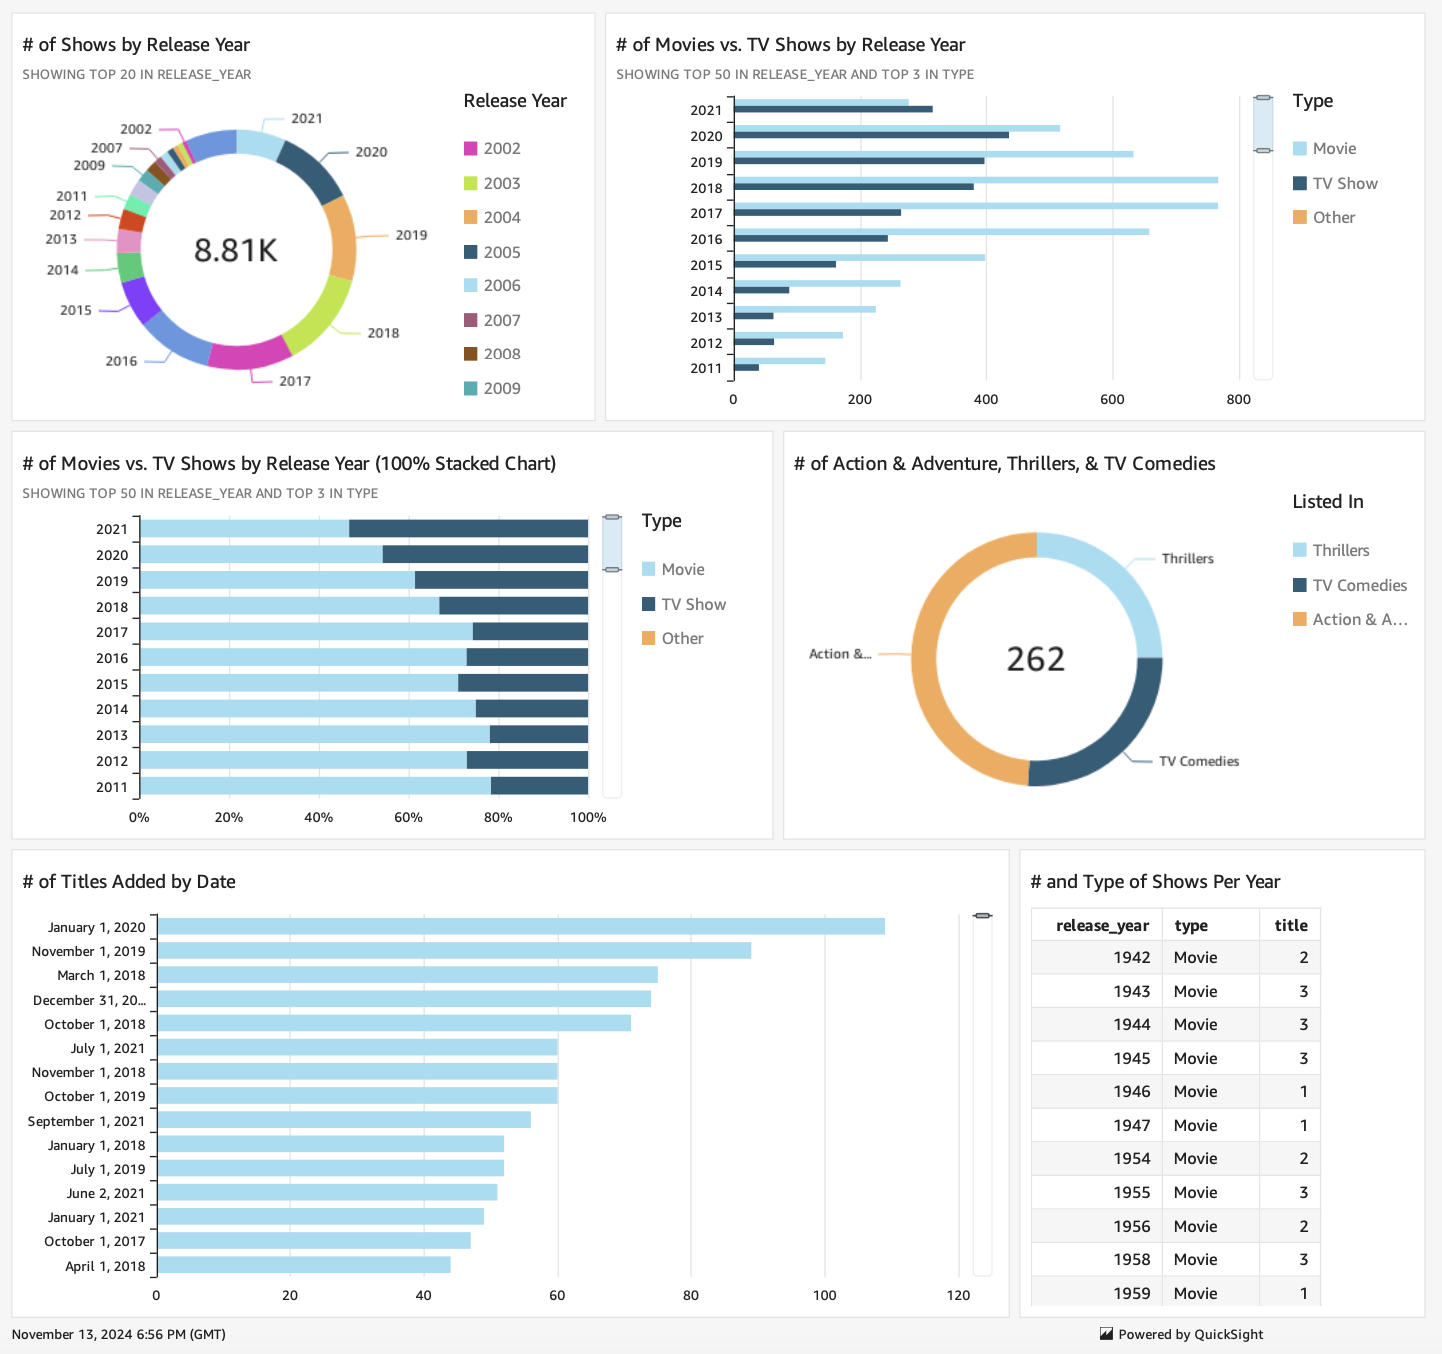 # of Shows by Release Year
SHOWING TOP 20 IN RELEASE_YEAR
Release Year
2002
2003
2004
2005
2006
2007
2008
2009
2021
2020
2019
2018
2017
2016
2015
2014
2013
2012
2011
2009
2007
2002
8.81K
# of Movies vs. TV Shows by Release Year
SHOWING TOP 50 IN RELEASE_YEAR AND TOP 3 IN TYPE
2021
2020
2019
2018
2017
2016
2015
2014
2013
2012
2011
0 200 400 600 800
Type
Movie
TV Show
Other
# of Movies vs. TV Shows by Release Year (100% Stacked Chart)
SHOWING TOP 50 IN RELEASE_YEAR AND TOP 3 IN TYPE
2021
2020
2019
2018
2017
2016
2015
2014
2013
2012
2011
0% 20% 40% 60% 80% 100%
Type
Movie
TV Show
Other
# of Action & Adventure, Thrillers, & TV Comedies
Thrillers
TV Comedies
Action &...
262
Listed In
Thrillers
TV Comedies
Action & A...
# of Titles Added by Date
January 1, 2020
November 1, 2019
March 1, 2018
December 31, 20...
October 1, 2018
July 1, 2021
November 1, 2018
October 1, 2019
September 1, 2021
January 1, 2018
July 1, 2019
June 2, 2021
January 1, 2021
October 1, 2017
April 1, 2018
0 20 40 60 80 100 120
# and Type of Shows Per Year
release_year type title
1942 Movie 2
1943 Movie 3
1944 Movie 3
1945 Movie 3
1946 Movie 1
1947 Movie 1
1954 Movie 2
1955 Movie 3
1956 Movie 2
1958 Movie 3
1959 Movie 1
November 13, 2024 6:56 PM (GMT)
Powered by QuickSight